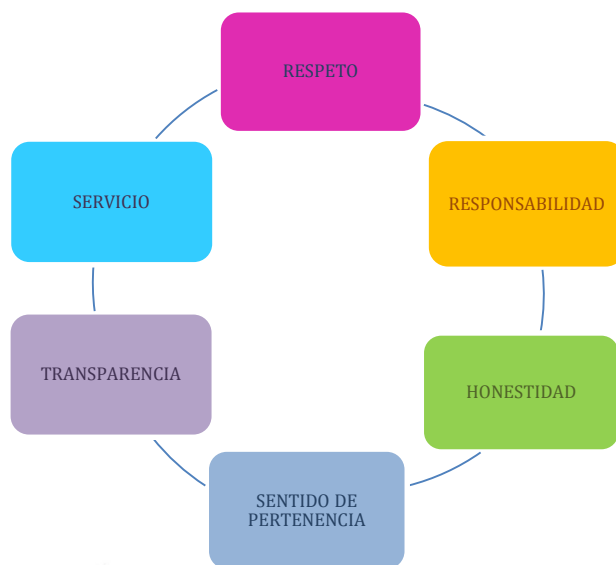 RESPETO
RESPONSABILIDAD
HONESTIDAD
SENTIDO DE
PERTENENCIA
TRANSPARENCIA
SERVICIO